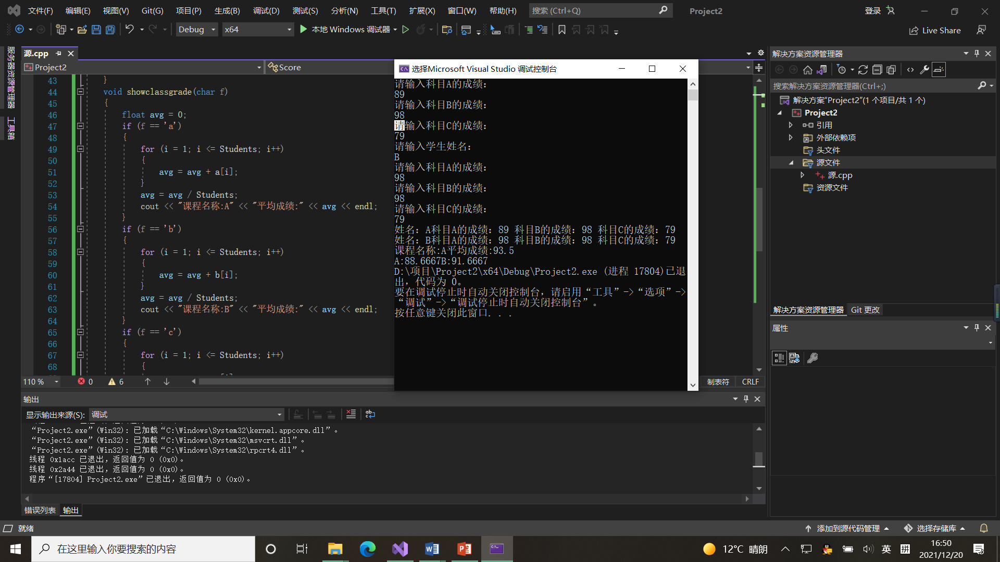 文件(F) 编辑(E) 视图(V) Git(G) 项目(P) 生成(B) 调试(D) 测试(S) 分析(N) 工具(T) 扩展(X) 窗口(W) 帮助(H) 搜索 (Ctrl+Q) Project2 登录
Debug x64 本地 Windows 调试器 Live Share
服务器资源管理器
工具箱
源.cpp
Project2 Score
43 }
44 void showclassgrade(char f)
45 {
46 float avg = 0;
47 if (f == 'a')
48 {
49 for (i = 1; i <= Students; i++)
50 {
51 avg = avg + a[i];
52 }
53 avg = avg / Students;
54 cout << "课程名称:A" << "平均成绩:" << avg << endl;
55 }
56 if (f == 'b')
57 {
58 for (i = 1; i <= Students; i++)
59 {
60 avg = avg + b[i];
61 }
62 avg = avg / Students;
63 cout << "课程名称:B" << "平均成绩:" << avg << endl;
64 }
65 if (f == 'c')
66 {
67 for (i = 1; i <= Students; i++)
68 {
110 % 0 6 制表符 CRLF
选择Microsoft Visual Studio 调试控制台
请输入科目A的成绩:
89
请输入科目B的成绩:
98
请输入科目C的成绩:
79
请输入学生姓名:
B
请输入科目A的成绩:
98
请输入科目B的成绩:
98
请输入科目C的成绩:
79
姓名: A科目A的成绩: 89 科目B的成绩: 98 科目C的成绩: 79
姓名: B科目A的成绩: 98 科目B的成绩: 98 科目C的成绩: 79
课程名称:A平均成绩:93.5
A:88.6667B:91.6667
D:\项目\Project2\x64\Debug\Project2.exe (进程 17804)已退
出，代码为 0。
要在调试停止时自动关闭控制台，请启用“工具”->“选项”->
“调试”->“调试停止时自动关闭控制台”。
按任意键关闭此窗口. . .
解决方案资源管理器
搜索解决方案资源管理器(Ctrl+;)
解决方案“Project2”(1 个项目/共 1 个)
Project2
引用
外部依赖项
头文件
源文件
源.cpp
资源文件
解决方案资源管理器 Git 更改
属性
输出
显示输出来源(S): 调试
“Project2.exe”(Win32): 已加载“C:\Windows\System32\kernel.appcore.dll”。
“Project2.exe”(Win32): 已加载“C:\Windows\System32\msvcrt.dll”。
“Project2.exe”(Win32): 已加载“C:\Windows\System32\rpcrt4.dll”。
线程 0x1acc 已退出，返回值为 0 (0x0)。
线程 0x2a44 已退出，返回值为 0 (0x0)。
程序“[17804] Project2.exe”已退出，返回值为 0 (0x0)。
错误列表 输出
就绪 添加到源代码管理 选择存储库
在这里输入你要搜索的内容 12°C 晴朗 英 拼 16:50
2021/12/20